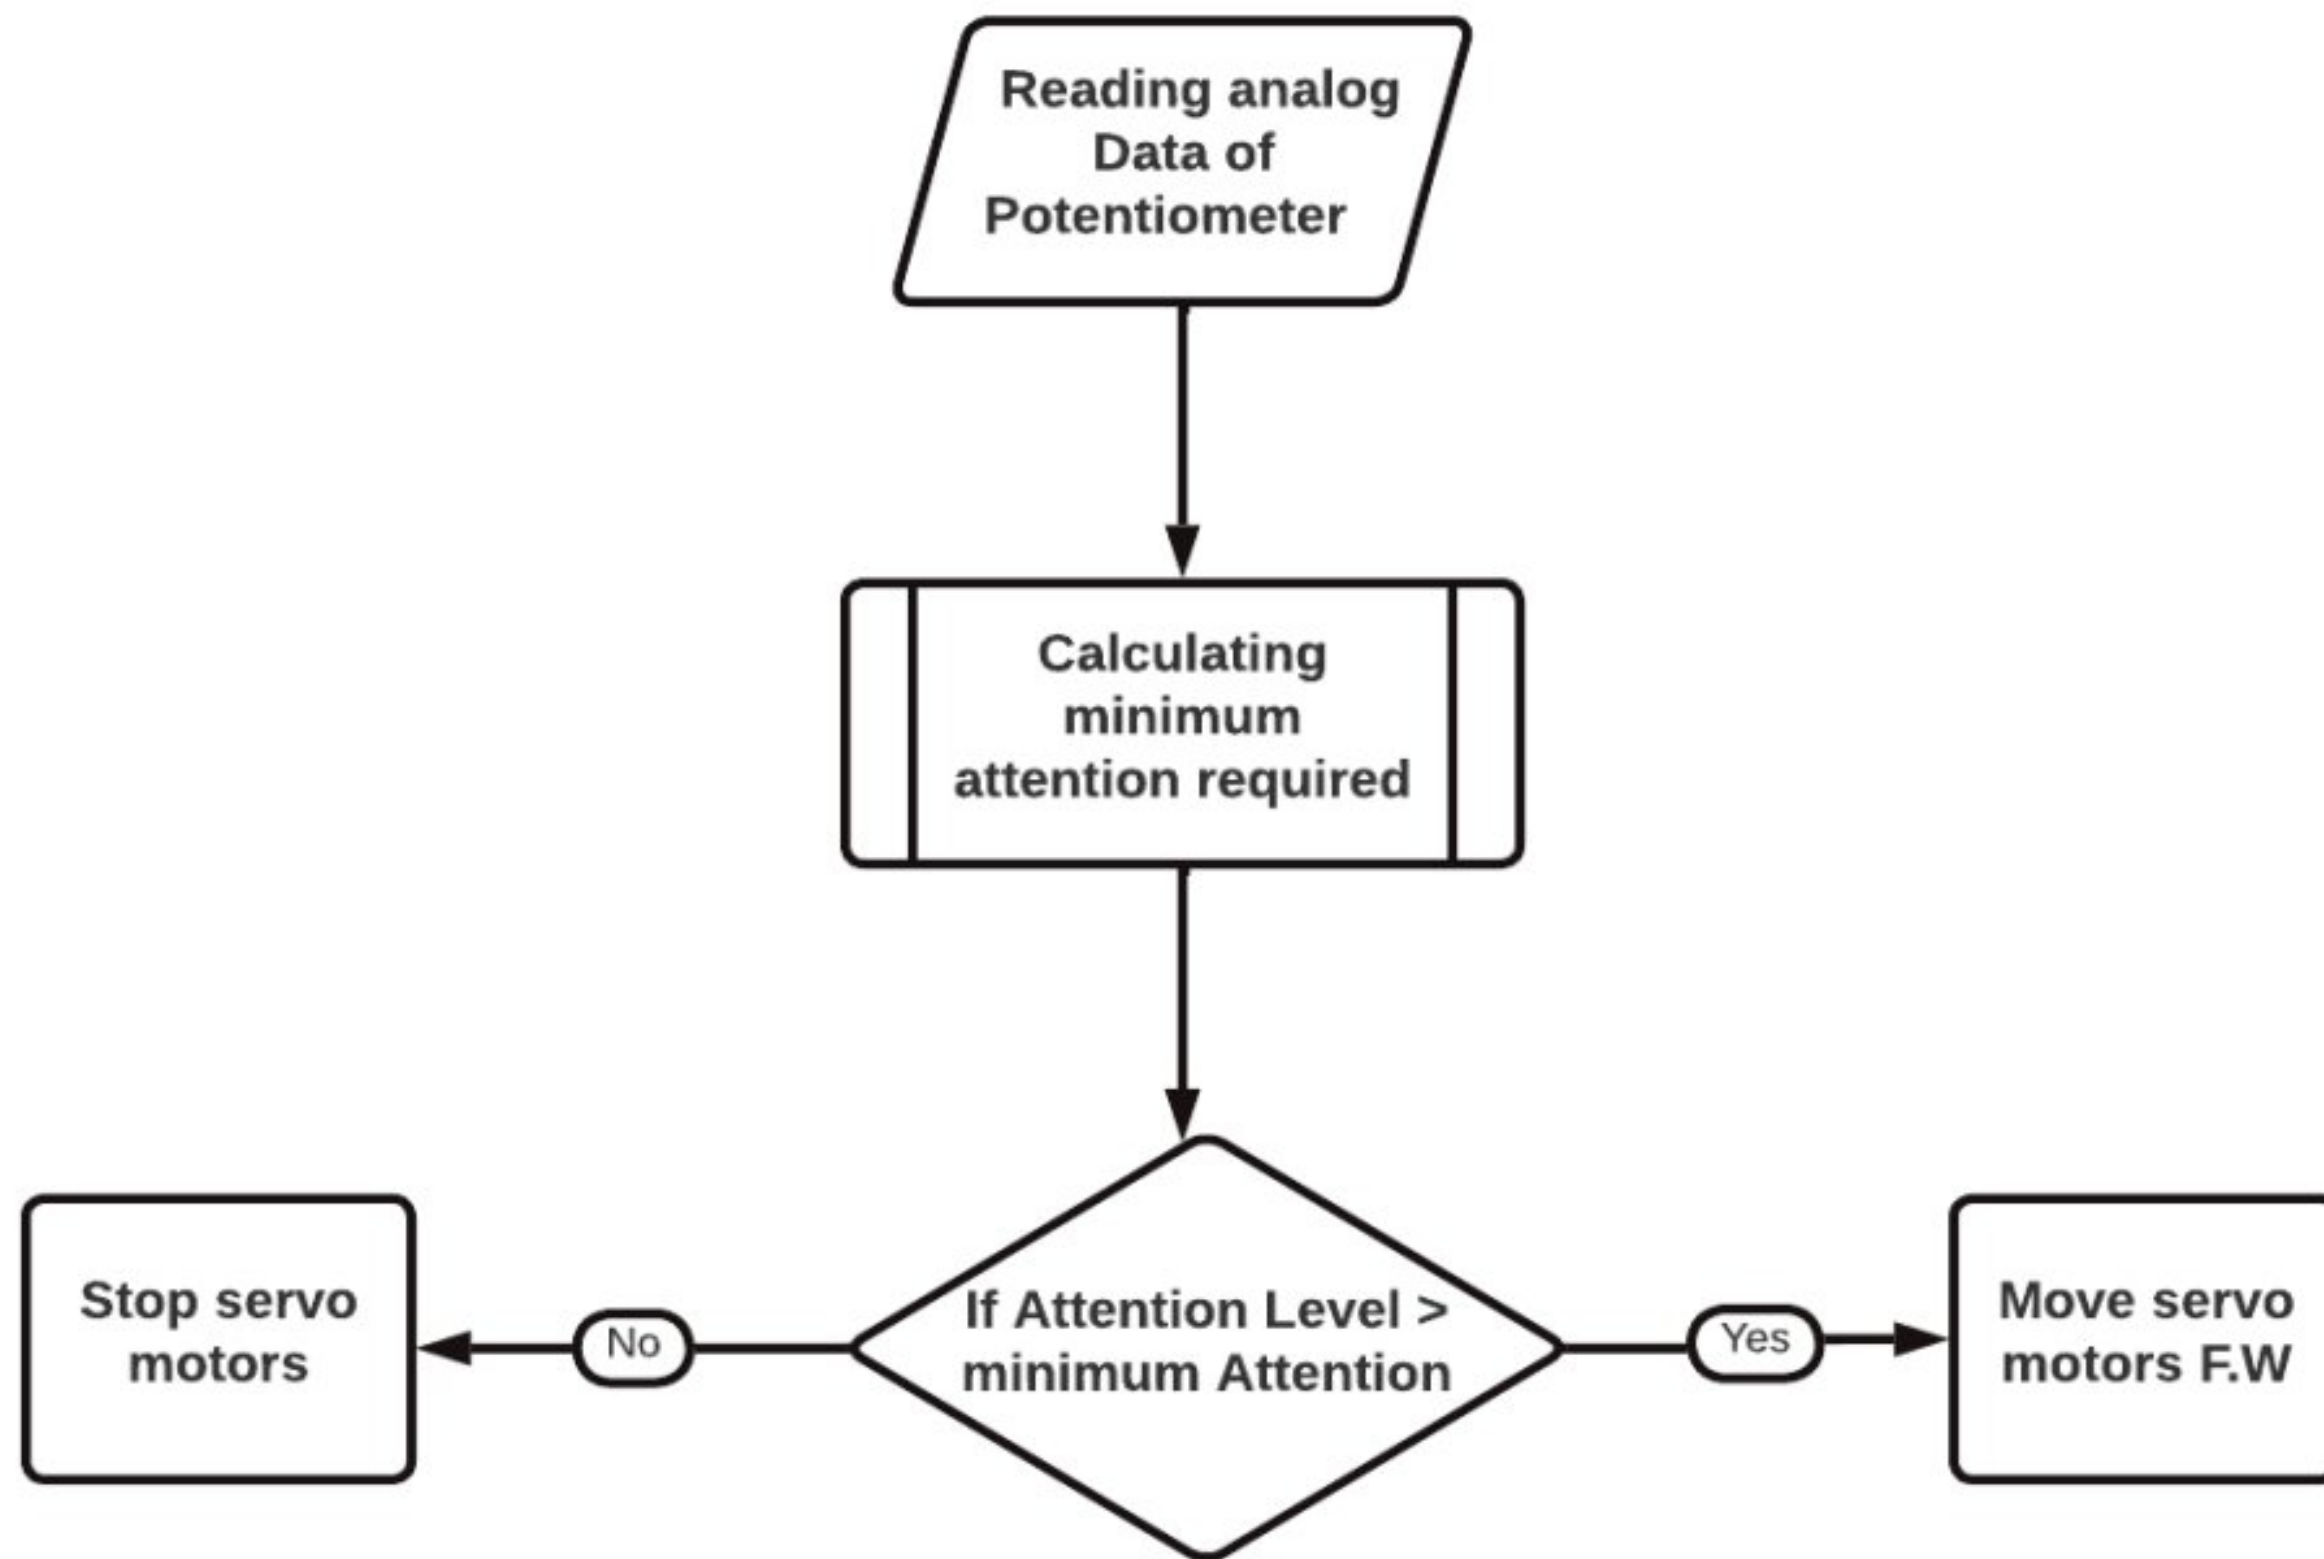 Reading analog
Data of
Potentiometer
Calculating
minimum
attention required
If Attention Level >
minimum Attention
No
Yes
Stop servo
motors
Move servo
motors F.W